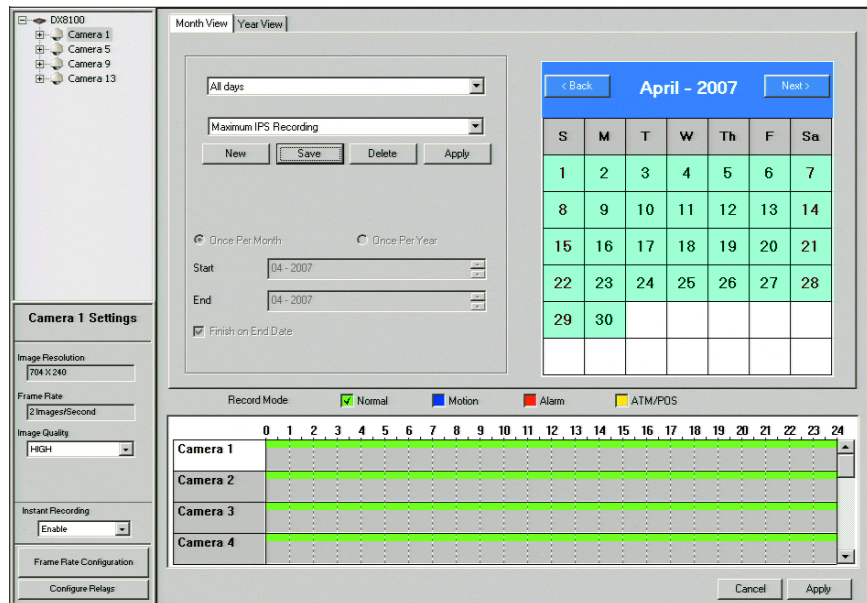 DX8100
Camera 1
Camera 5
Camera 9
Camera 13
Camera 1 Settings
Image Resolution
704 X 240
Frame Rate
2 Images/Second
Image Quality
HIGH
Instant Recording
Enable
Frame Rate Configuration
Configure Relays
Month View Year View
All days
Maximum IPS Recording
New Save Delete Apply
Once Per Month Once Per Year
Start 04 - 2007
End 04 - 2007
Finish on End Date
< Back April - 2007 Next >
S M T W Th F Sa
1 2 3 4 5 6 7
8 9 10 11 12 13 14
15 16 17 18 19 20 21
22 23 24 25 26 27 28
29 30
Record Mode Normal Motion Alarm ATM/POS
0 1 2 3 4 5 6 7 8 9 10 11 12 13 14 15 16 17 18 19 20 21 22 23 24
Camera 1
Camera 2
Camera 3
Camera 4
Cancel Apply